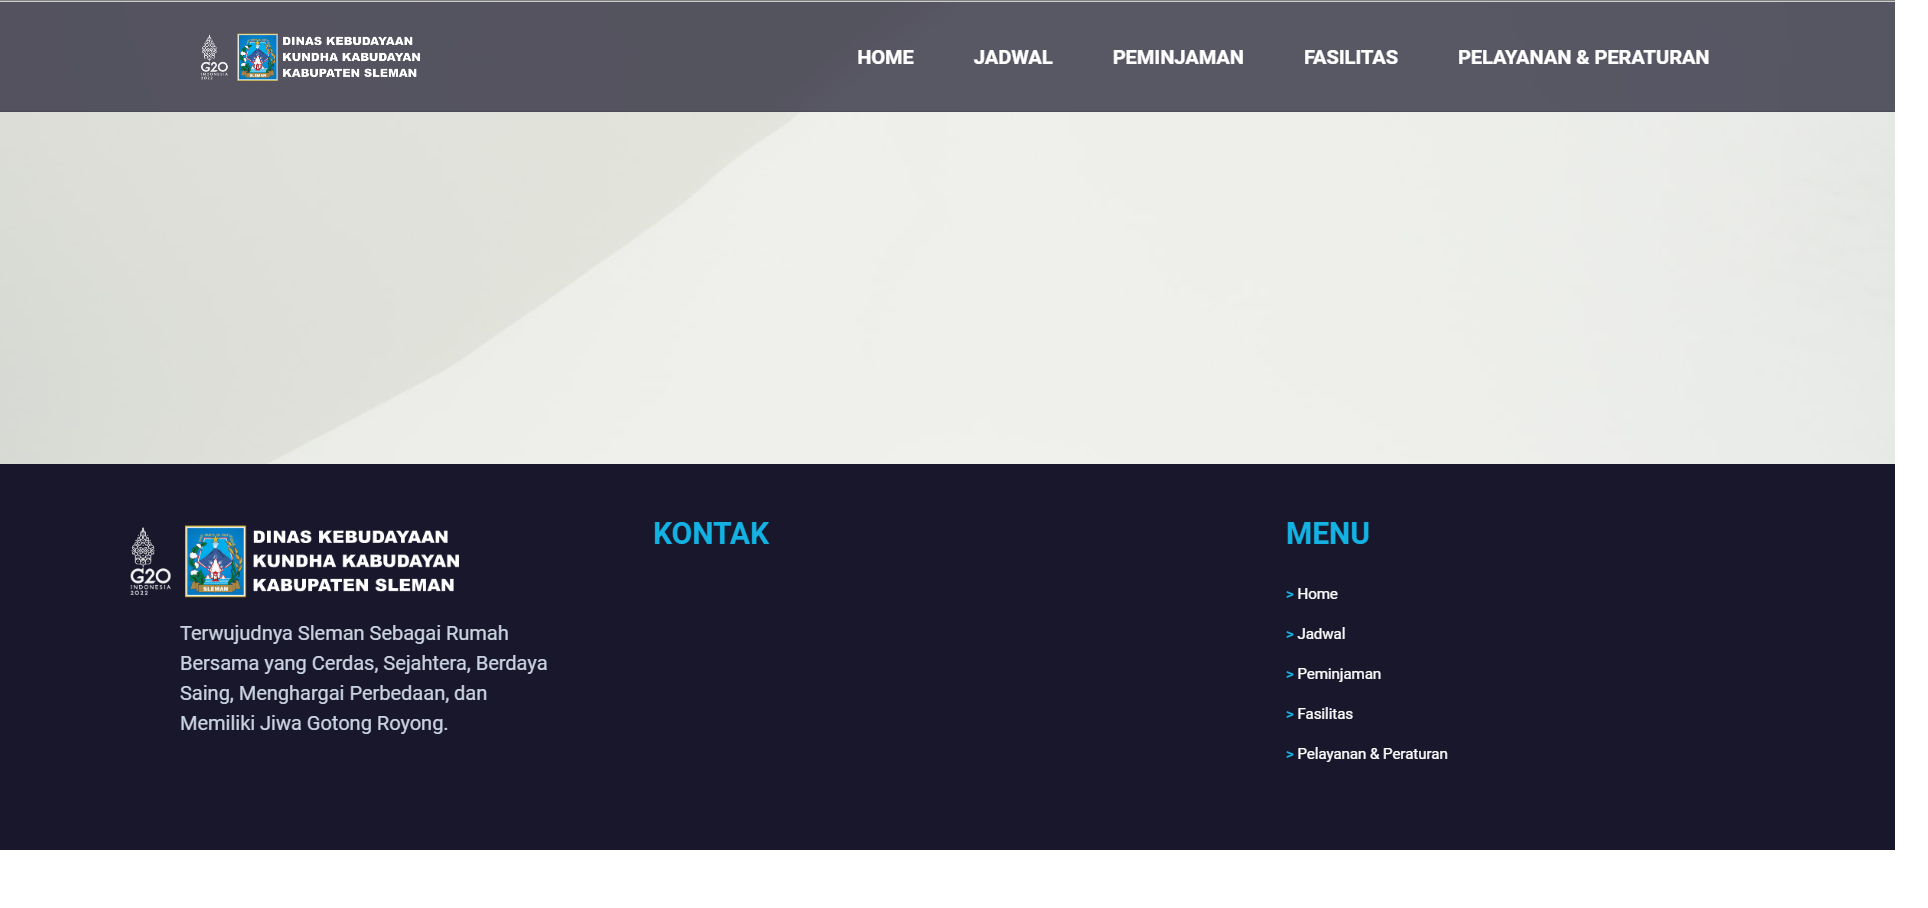 G20
INDONESIA
2022
SLEMAN
DINAS KEBUDAYAAN
KUNDHA KABUDAYAN
KABUPATEN SLEMAN
HOME
JADWAL
PEMINJAMAN
FASILITAS
PELAYANAN & PERATURAN
G20
INDONESIA
2022
SLEMAN
DINAS KEBUDAYAAN
KUNDHA KABUDAYAN
KABUPATEN SLEMAN
Terwujudnya Sleman Sebagai Rumah
Bersama yang Cerdas, Sejahtera, Berdaya
Saing, Menghargai Perbedaan, dan
Memiliki Jiwa Gotong Royong.
KONTAK
MENU
> Home
> Jadwal
> Peminjaman
> Fasilitas
> Pelayanan & Peraturan